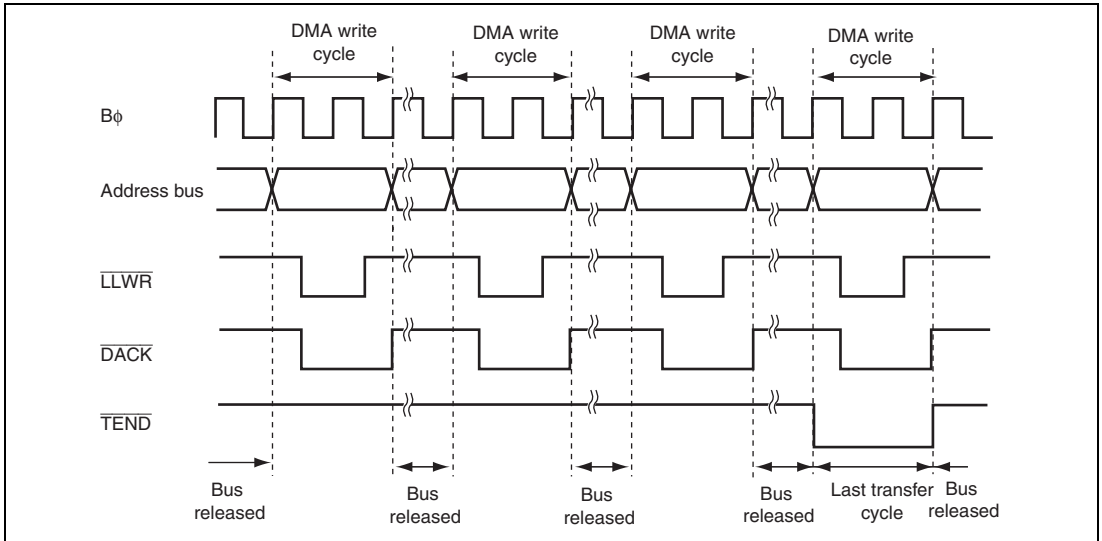 DMA write
cycle
DMA write
cycle
DMA write
cycle
DMA write
cycle
Bϕ
Address bus
LLWR
DACK
TEND
Bus
released
Bus
released
Bus
released
Bus
released
Last transfer
cycle
Bus
released